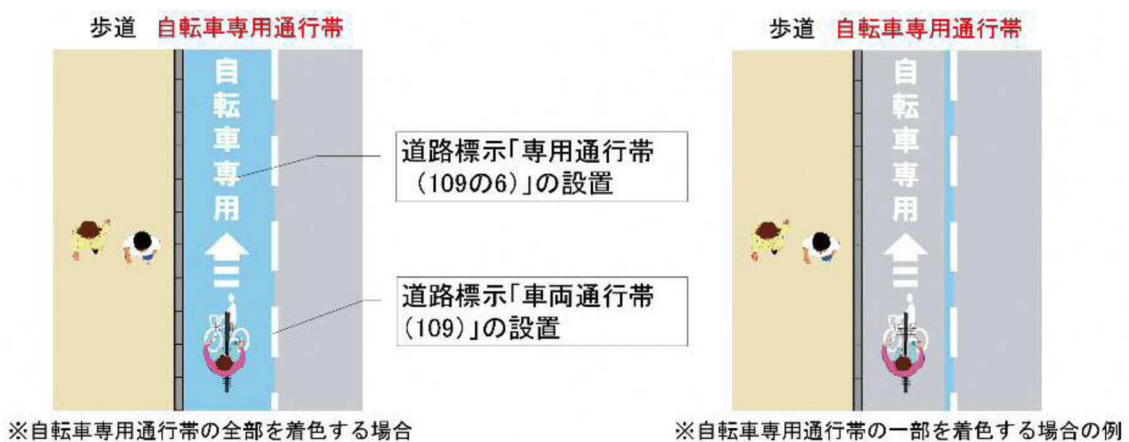 歩道 自転車専用通行帯
自転車専用
道路標示「専用通行帯
(109の6)」の設置
道路標示「車両通行帯
(109)」の設置
※自転車専用通行帯の全部を着色する場合
歩道 自転車専用通行帯
自転車専用
※自転車専用通行帯の一部を着色する場合の例